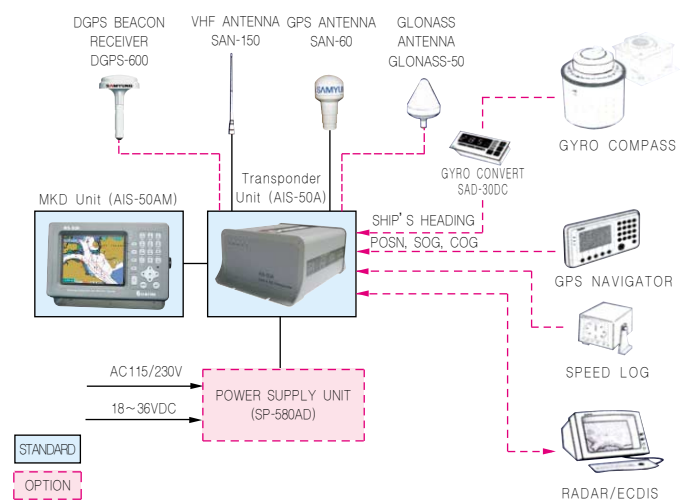 DGPS BEACON
RECEIVER
DGPS-600
VHF ANTENNA
SAN-150
GPS ANTENNA
SAN-60
GLONASS
ANTENNA
GLONASS-50
SAMYUNG
SAMYUN
GYRO COMPASS
GYRO CONVERT
SAD-30DC
Transponder
Unit (AIS-50A)
MKD Unit (AIS-50AM)
SHIP'S HEADING
POSN, SOG, COG
GPS NAVIGATOR
SPEED LOG
AC115/230V
18~36VDC
POWER SUPPLY UNIT
(SP-580AD)
STANDARD
OPTION
RADAR/ECDIS